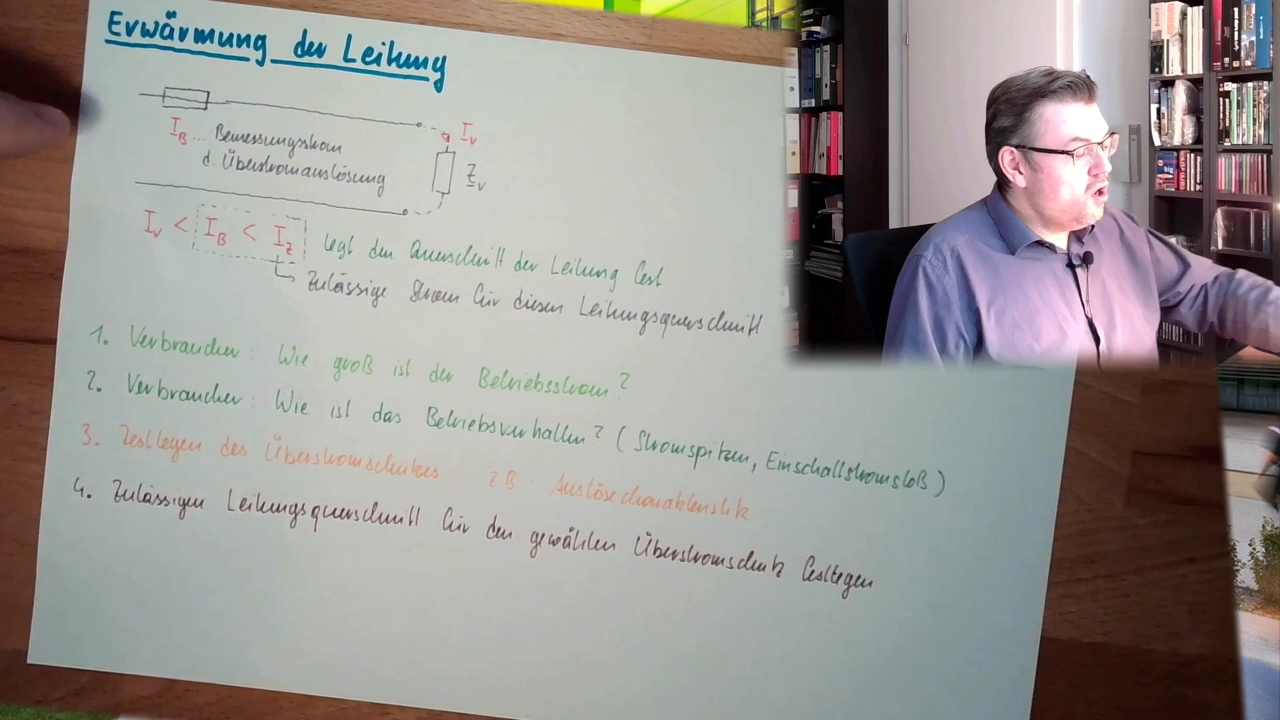 Erwärmung der Leitung
I_B ... Bemessungsstrom
d. Überstromauslösung
I_v
Z_v
I_v < I_B < I_z legt den Querschnitt der Leitung fest
Zulässige Strom für diesen Leitungsquerschnitt
1. Verbraucher: Wie groß ist der Betriebsstrom?
2. Verbraucher: Wie ist das Betriebsverhalten? (Stromspitzen, Einschaltstromstoß)
3. Festlegen des Überstromschutzes zB. Auslösecharakteristik
4. Zulässigen Leitungsquerschnitt für den gewählten Überstromschutz festlegen